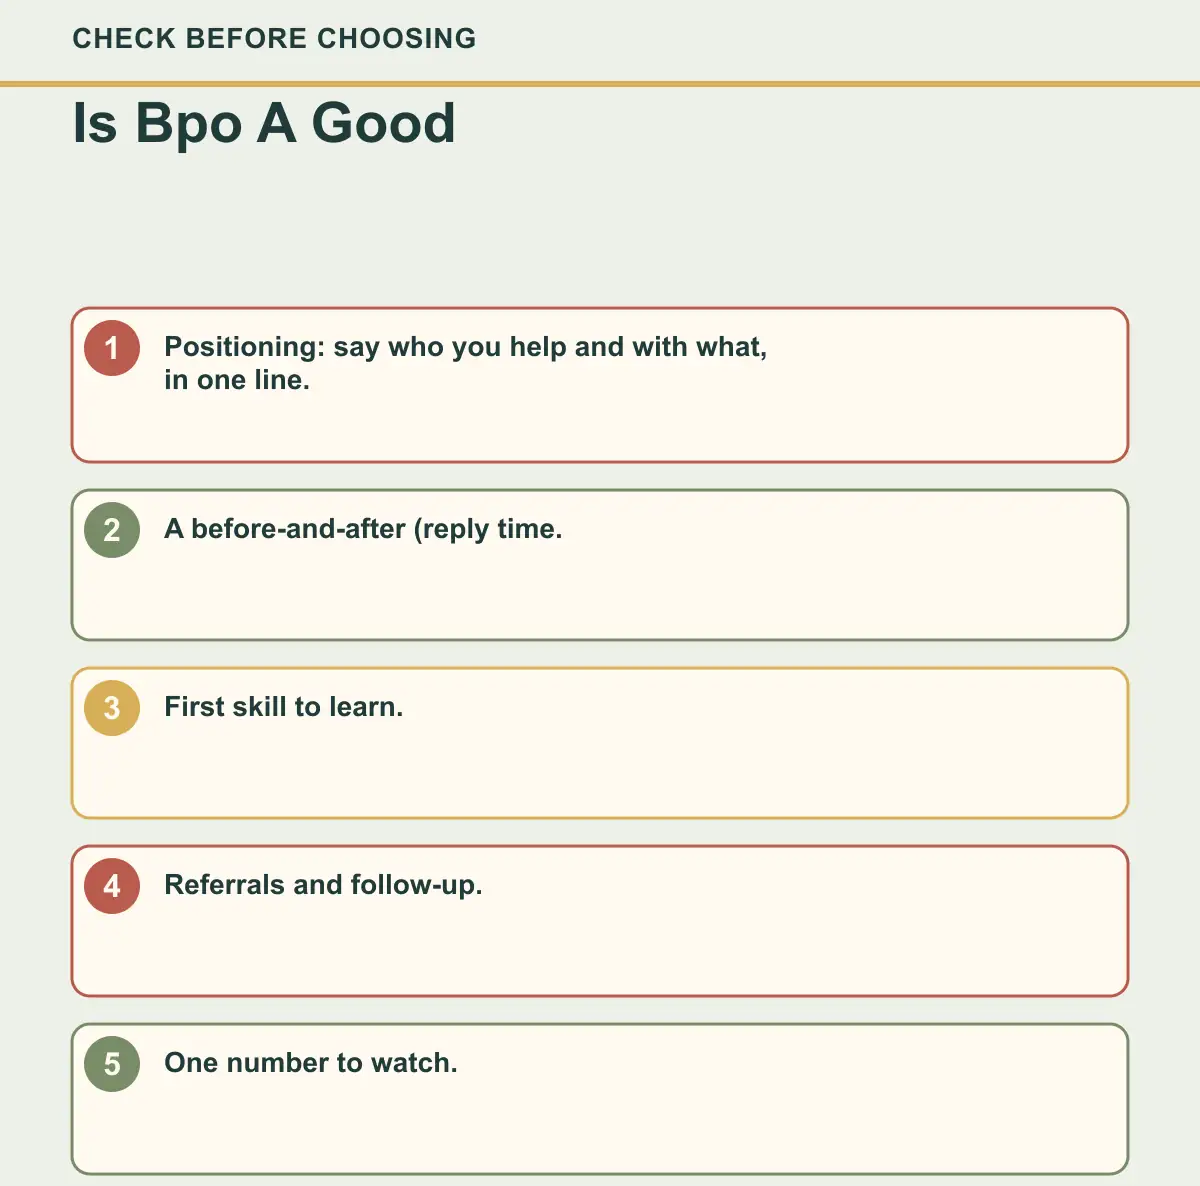 CHECK BEFORE CHOOSING
Is Bpo A Good
1
Positioning: say who you help and with what,
in one line.
2
A before-and-after (reply time.
3
First skill to learn.
4
Referrals and follow-up.
5
One number to watch.